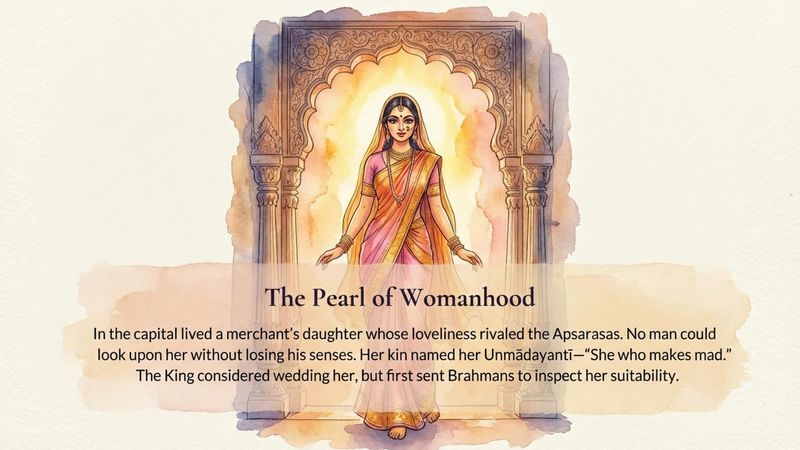 The Pearl of Womanhood
In the capital lived a merchant's daughter whose loveliness rivaled the Apsarasas. No man could
look upon her without losing his senses. Her kin named her Unmādayantī—“She who makes mad.”
The King considered wedding her, but first sent Brahmans to inspect her suitability.